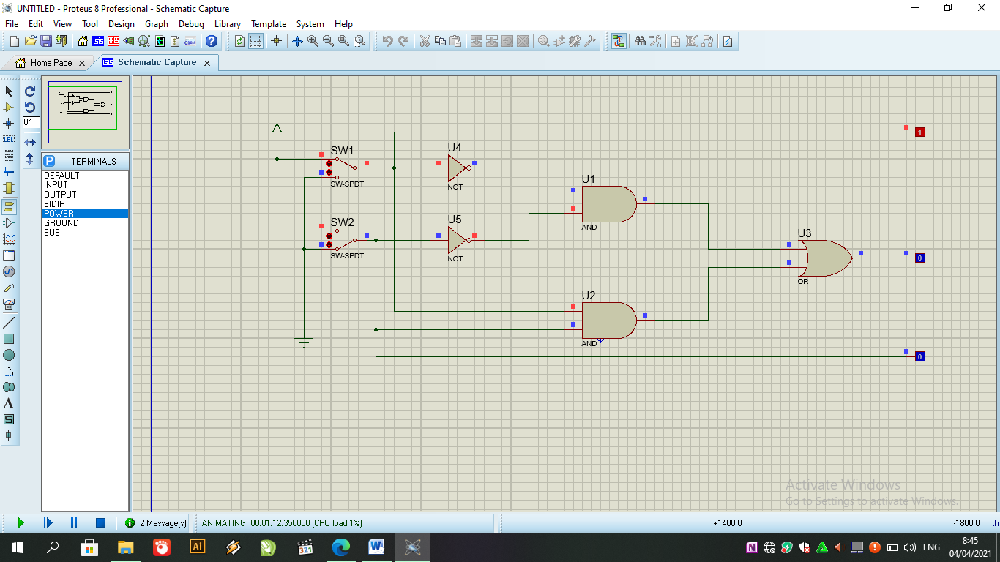 UNTITLED - Proteus 8 Professional - Schematic Capture
File Edit View Tool Design Graph Debug Library Template System Help
Home Page
Schematic Capture
LBL
0°
P TERMINALS
DEFAULT
INPUT
OUTPUT
BIDIR
POWER
GROUND
BUS
A
S
1
SW1
U4
SW-SPDT
NOT
U1
AND
SW2
U5
SW-SPDT
NOT
U3
0
OR
U2
AND
0
Activate Windows
Go to Settings to activate Windows.
2 Message(s)
ANIMATING: 00:01:12.350000 (CPU load 1%)
+1400.0
-1800.0
th
Ai
321
W
N
ENG
8:45
04/04/2021